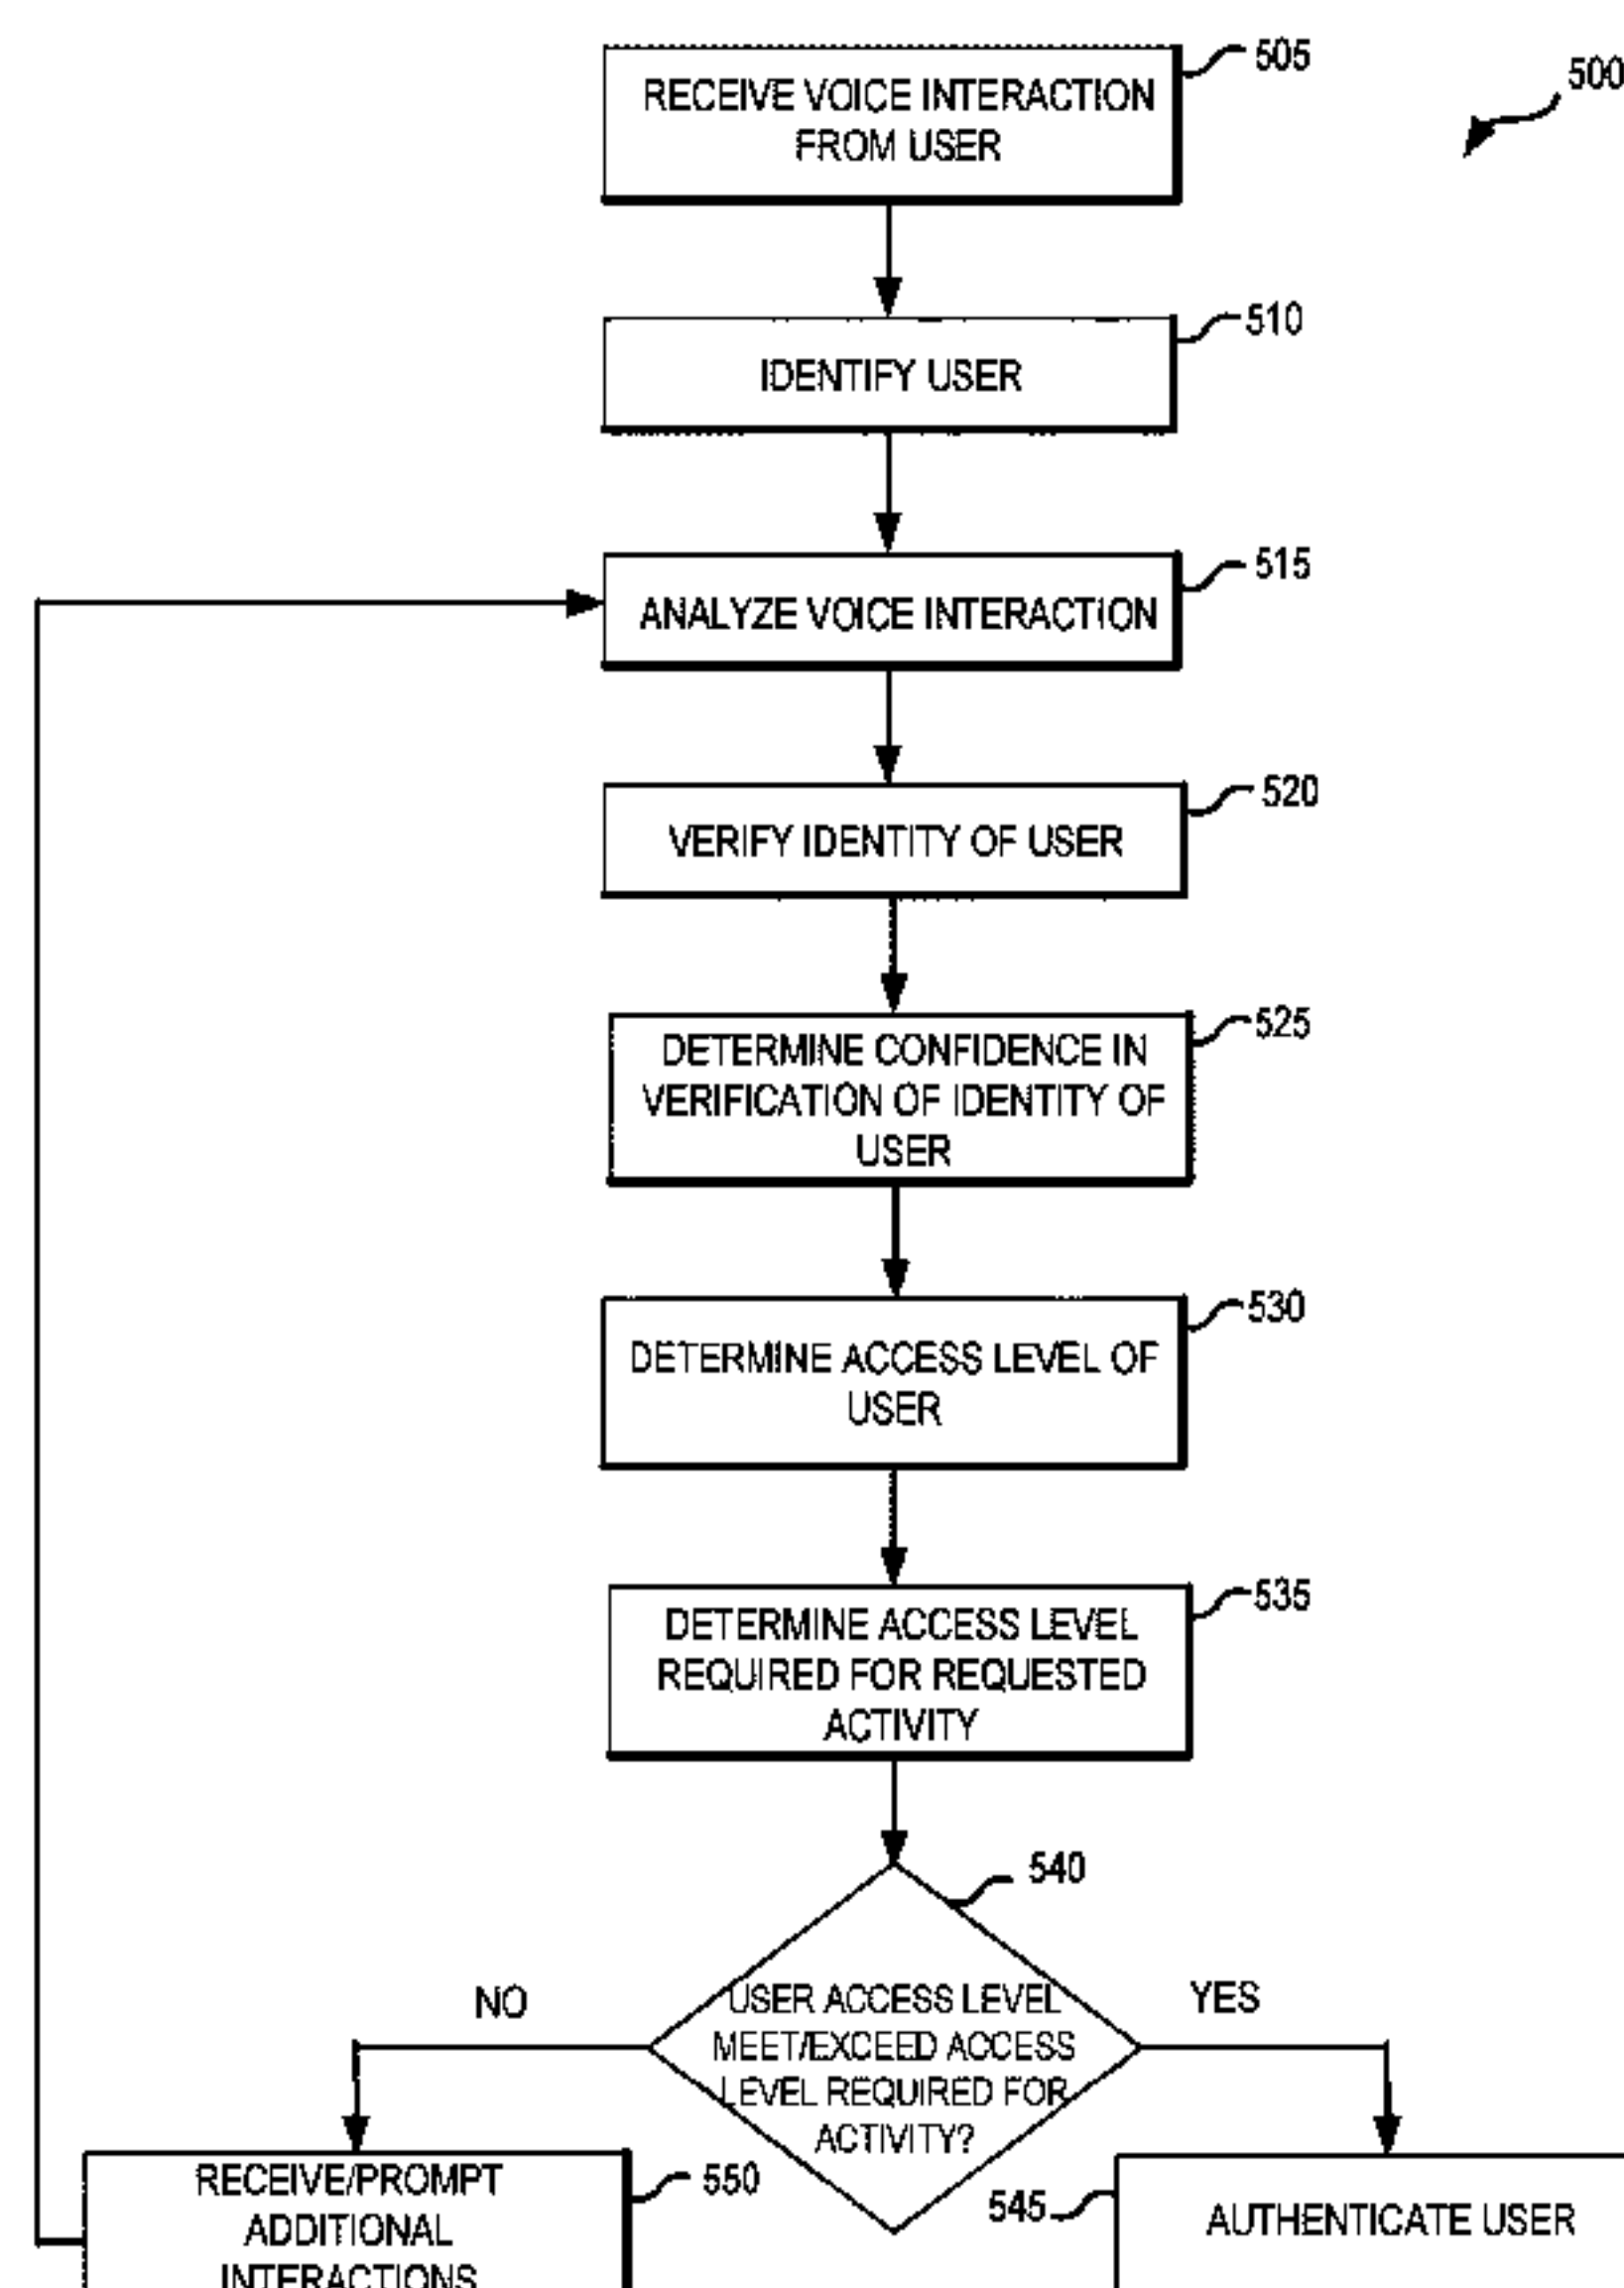 505
500
RECEIVE VOICE INTERACTION
FROM USER
510
IDENTIFY USER
515
ANALYZE VOICE INTERACTION
520
VERIFY IDENTITY OF USER
525
DETERMINE CONFIDENCE IN
VERIFICATION OF IDENTITY OF
USER
530
DETERMINE ACCESS LEVEL OF
USER
535
DETERMINE ACCESS LEVEL
REQUIRED FOR REQUESTED
ACTIVITY
540
NO
YES
USER ACCESS LEVEL
MEET/EXCEED ACCESS
LEVEL REQUIRED FOR
ACTIVITY?
RECEIVE/PROMPT
ADDITIONAL
INTERACTIONS
550
545
AUTHENTICATE USER